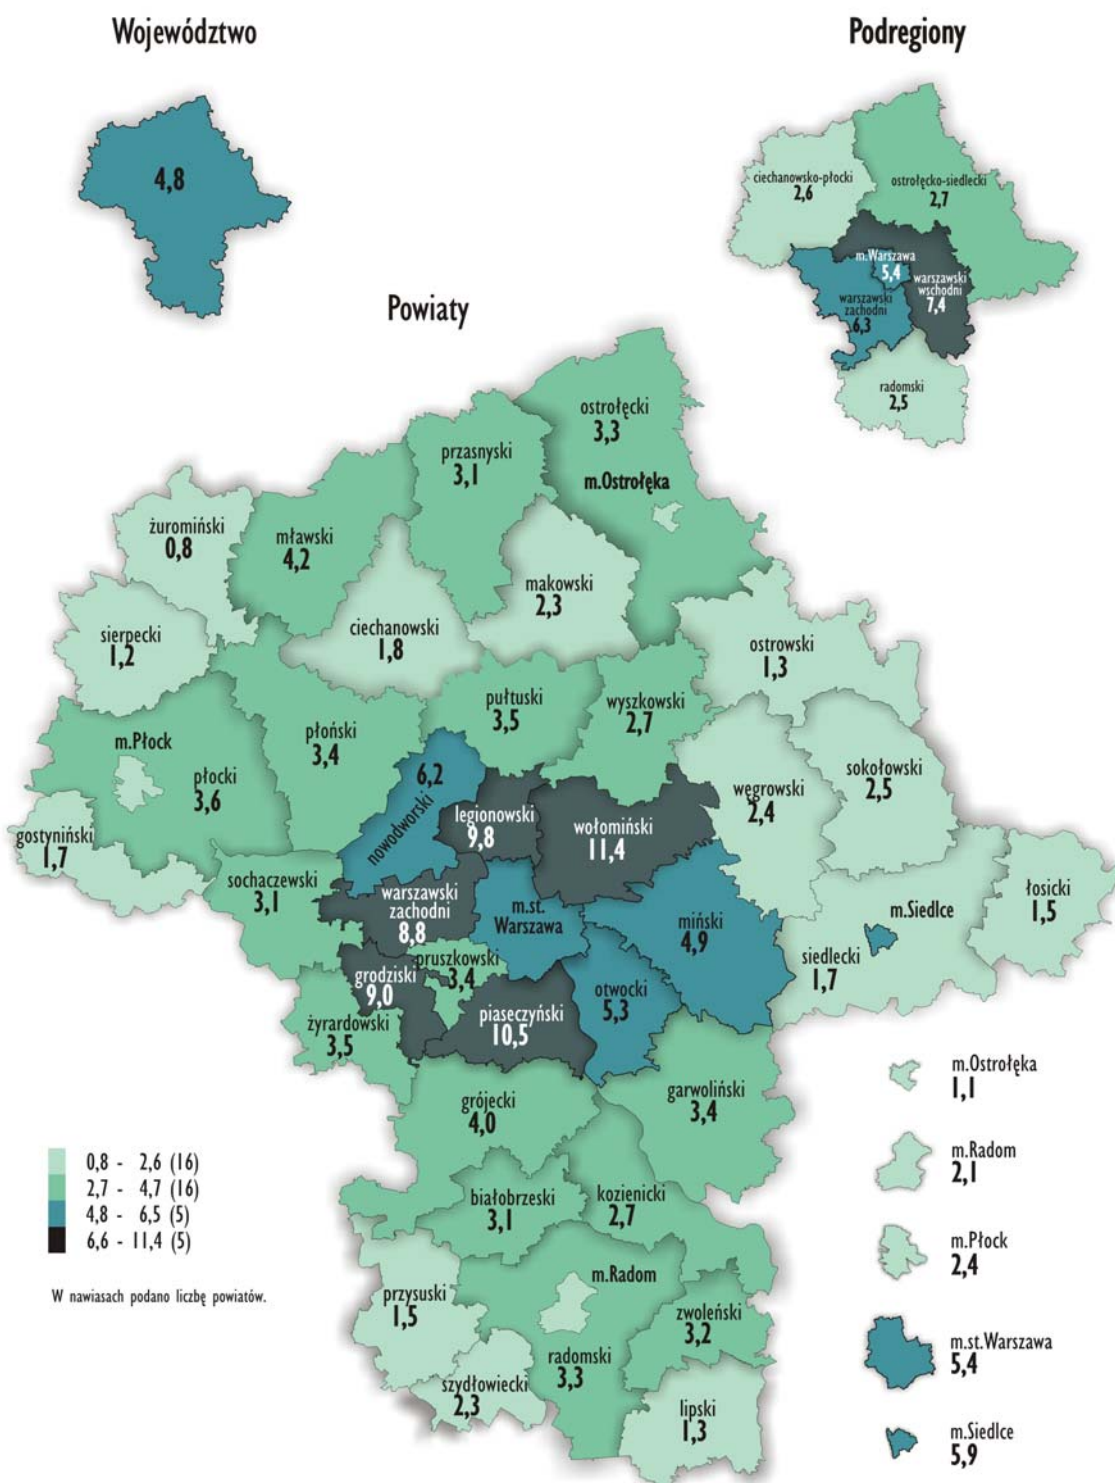 Województwo
4,8
Podregiony
ciechanowsko-płocki
2,6
ostrołęcko-siedlecki
2,7
m.Warszawa
5,4
warszawski
wschodni
7,4
warszawski
zachodni
6,3
radomski
2,5
Powiaty
ostrołęcki
3,3
m.Ostrołęka
przasnyski
3,1
żuromiński
0,8
mławski
4,2
makowski
2,3
ciechanowski
1,8
sierpecki
1,2
ostrowski
1,3
pułtuski
3,5
wyszkowski
2,7
płoński
3,4
m.Płock
płocki
3,6
6,2
nowodworski
legionowski
9,8
wołomiński
11,4
węgrowski
2,4
sokołowski
2,5
gostyniński
1,7
sochaczewski
3,1
warszawski
zachodni
8,8
m.st.
Warszawa
miński
4,9
m.Siedlce
łosicki
1,5
siedlecki
1,7
pruszkowski
3,4
grodziski
9,0
otwocki
5,3
piaseczyński
10,5
żyrardowski
3,5
garwoliński
3,4
grójecki
4,0
białobrzeski
3,1
kozienicki
2,7
przysuski
1,5
m.Radom
zwoleński
3,2
radomski
3,3
szydłowiecki
2,3
lipski
1,3
m.Ostrołęka
1,1
m.Radom
2,1
m.Płock
2,4
m.st.Warszawa
5,4
m.Siedlce
5,9
0,8 - 2,6 (16)
2,7 - 4,7 (16)
4,8 - 6,5 (5)
6,6 - 11,4 (5)
W nawiasach podano liczbę powiatów.